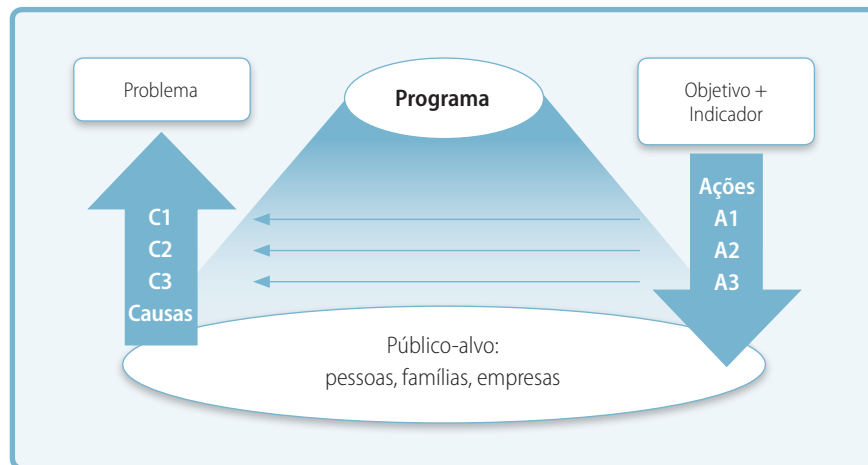 Problema
Programa
Objetivo +
Indicador
C1
C2
C3
Causas
Ações
A1
A2
A3
Público-alvo:
pessoas, famílias, empresas